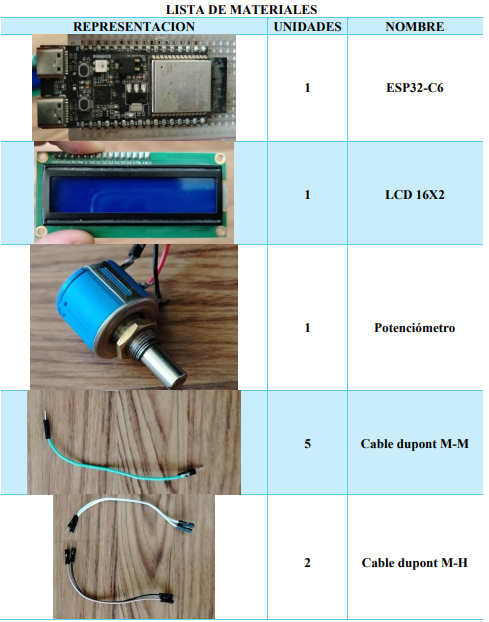 LISTA DE MATERIALES
REPRESENTACION UNIDADES NOMBRE
1 ESP32-C6
1 LCD 16X2
1 Potenciómetro
5 Cable dupont M-M
2 Cable dupont M-H